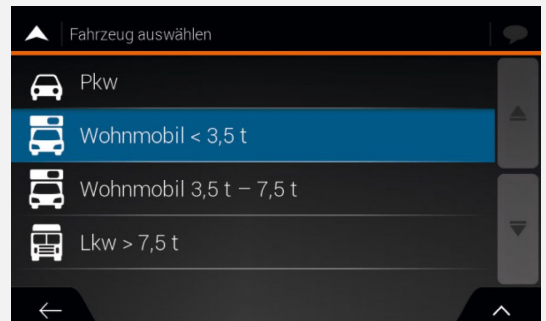 Fahrzeug auswählen
Pkw
Wohnmobil < 3,5 t
Wohnmobil 3,5 t – 7,5 t
Lkw > 7,5 t